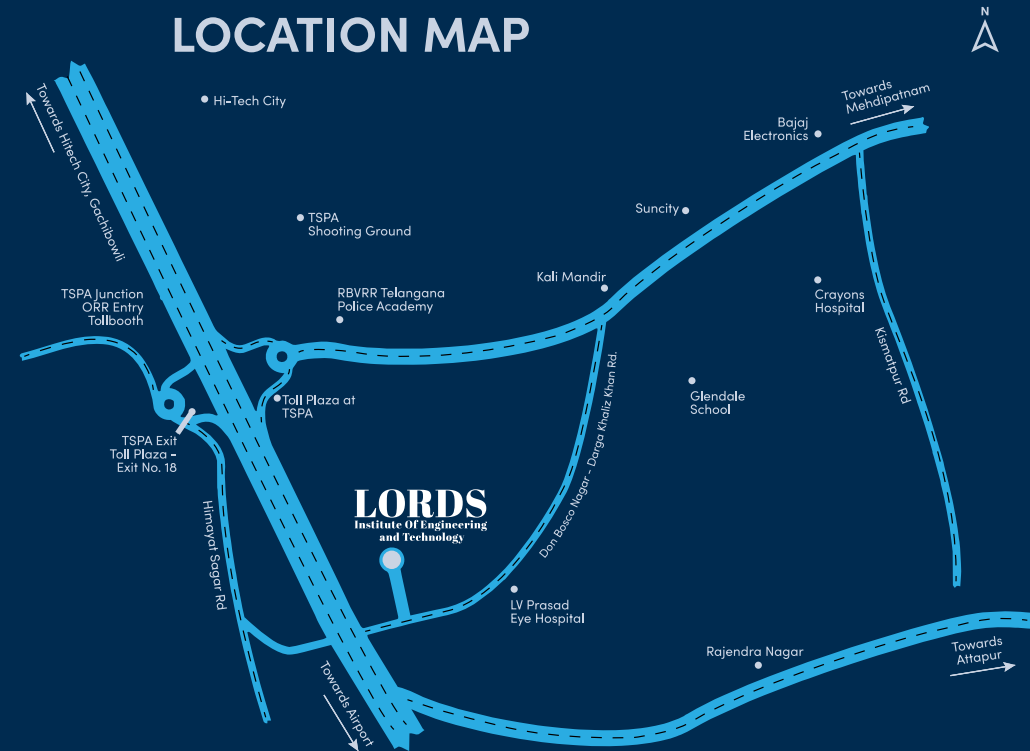 LOCATION MAP
N
Towards Hitech City, Gachibowli
Hi-Tech City
Towards
Mehdipatnam
Bajaj
Electronics
TSPA
Shooting Ground
Suncity
Kali Mandir
TSPA Junction
ORR Entry
Tollbooth
RBVRR Telangana
Police Academy
Crayons
Hospital
Kismatpur Rd
Toll Plaza at
TSPA
Glendale
School
TSPA Exit
Toll Plaza -
Exit No. 18
Don Bosco Nagar - Darga Khaliz Khan Rd.
LORDS
Institute Of Engineering
and Technology
Himayat Sagar Rd
LV Prasad
Eye Hospital
Rajendra Nagar
Towards
Attapur
Towards Airport